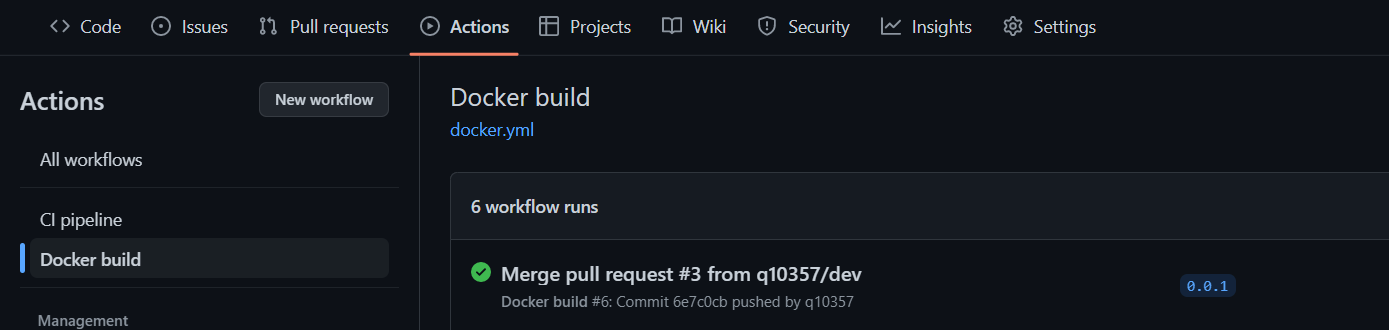 Code Issues Pull requests Actions Projects Wiki Security Insights Settings
Actions
New workflow
All workflows
CI pipeline
Docker build
Management
Docker build
docker.yml
6 workflow runs
Merge pull request #3 from q10357/dev
Docker build #6: Commit 6e7c0cb pushed by q10357
0.0.1